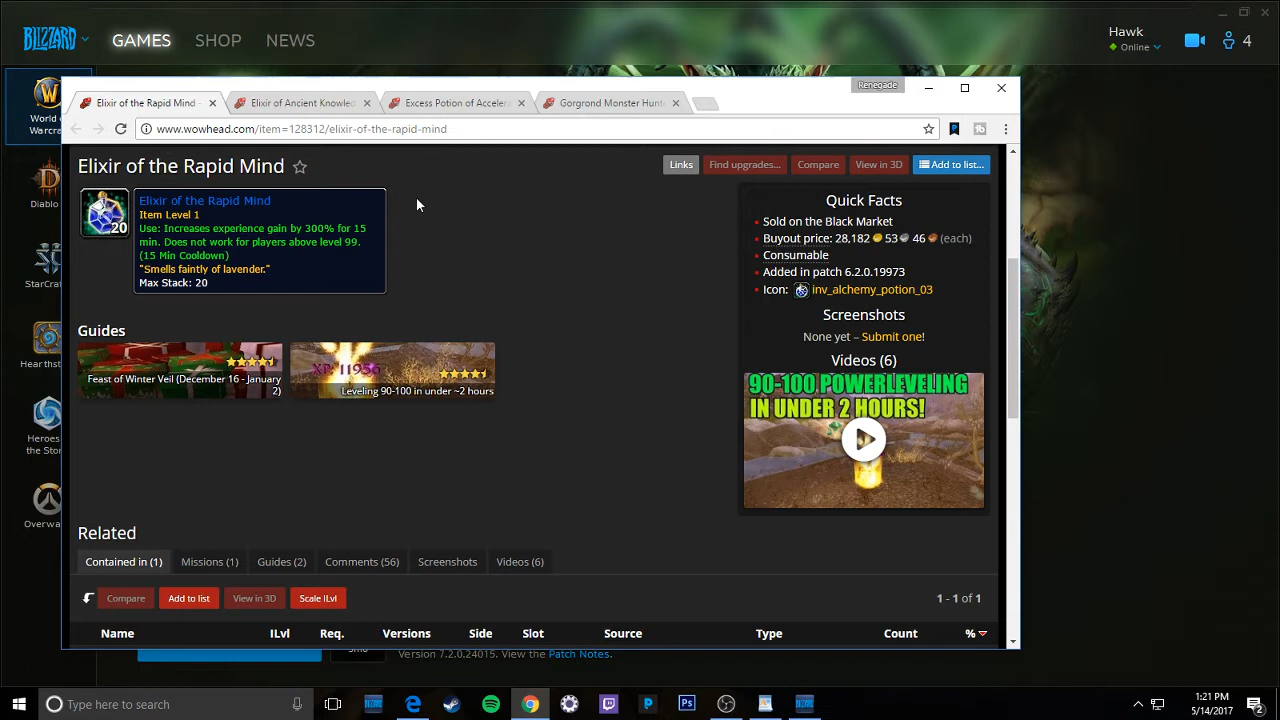 BLIZZARD
GAMES
SHOP
NEWS
Hawk
Online
4
World of
Warcra
Diablo
StarCraf
Hearthst
Heroes
the Stor
Overwa
Renegade
Elixir of the Rapid Mind -
Elixir of Ancient Knowled
Excess Potion of Accelera
Gorgrond Monster Hunt
www.wowhead.com/item=128312/elixir-of-the-rapid-mind
Elixir of the Rapid Mind
Links
Find upgrades...
Compare
View in 3D
Add to list...
20
Elixir of the Rapid Mind
Item Level 1
Use: Increases experience gain by 300% for 15
min. Does not work for players above level 99.
(15 Min Cooldown)
"Smells faintly of lavender."
Max Stack: 20
Quick Facts
Sold on the Black Market
Buyout price: 28,182 53 46 (each)
Consumable
Added in patch 6.2.0.19973
Icon: inv_alchemy_potion_03
Screenshots
None yet – Submit one!
Videos (6)
90-100 POWERLEVELING
IN UNDER 2 HOURS!
Guides
Feast of Winter Veil (December 16 - January
2)
XP: 11956
Leveling 90-100 in under ~2 hours
Related
Contained in (1)
Missions (1)
Guides (2)
Comments (56)
Screenshots
Videos (6)
Compare
Add to list
View in 3D
Scale ILvl
1 - 1 of 1
Name
ILvl
Req.
Versions
Side
Slot
Source
Type
Count
%
Version 7.2.0.24015. View the Patch Notes.
Type here to search
1:21 PM
5/14/2017
2